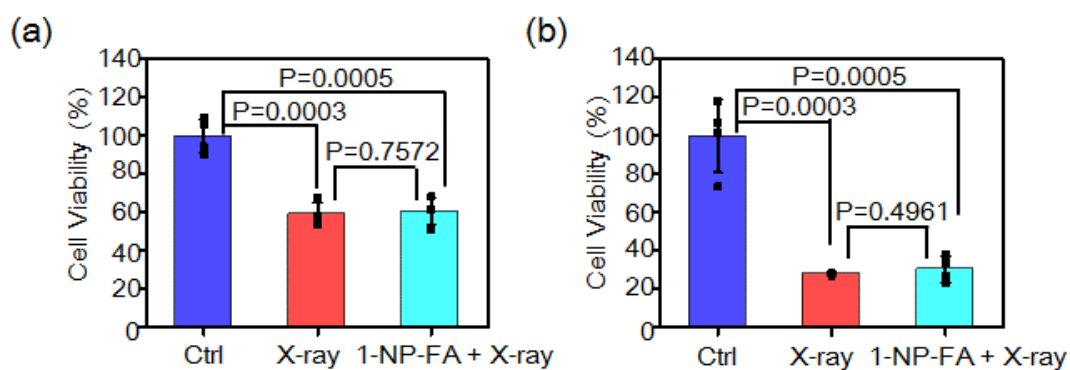 (a)
Cell Viability (%)
140
120
100
80
60
40
20
0
P=0.0005
P=0.0003
P=0.7572
Ctrl
X-ray
1-NP-FA + X-ray
(b)
Cell Viability (%)
140
120
100
80
60
40
20
0
P=0.0005
P=0.0003
P=0.4961
Ctrl
X-ray
1-NP-FA + X-ray